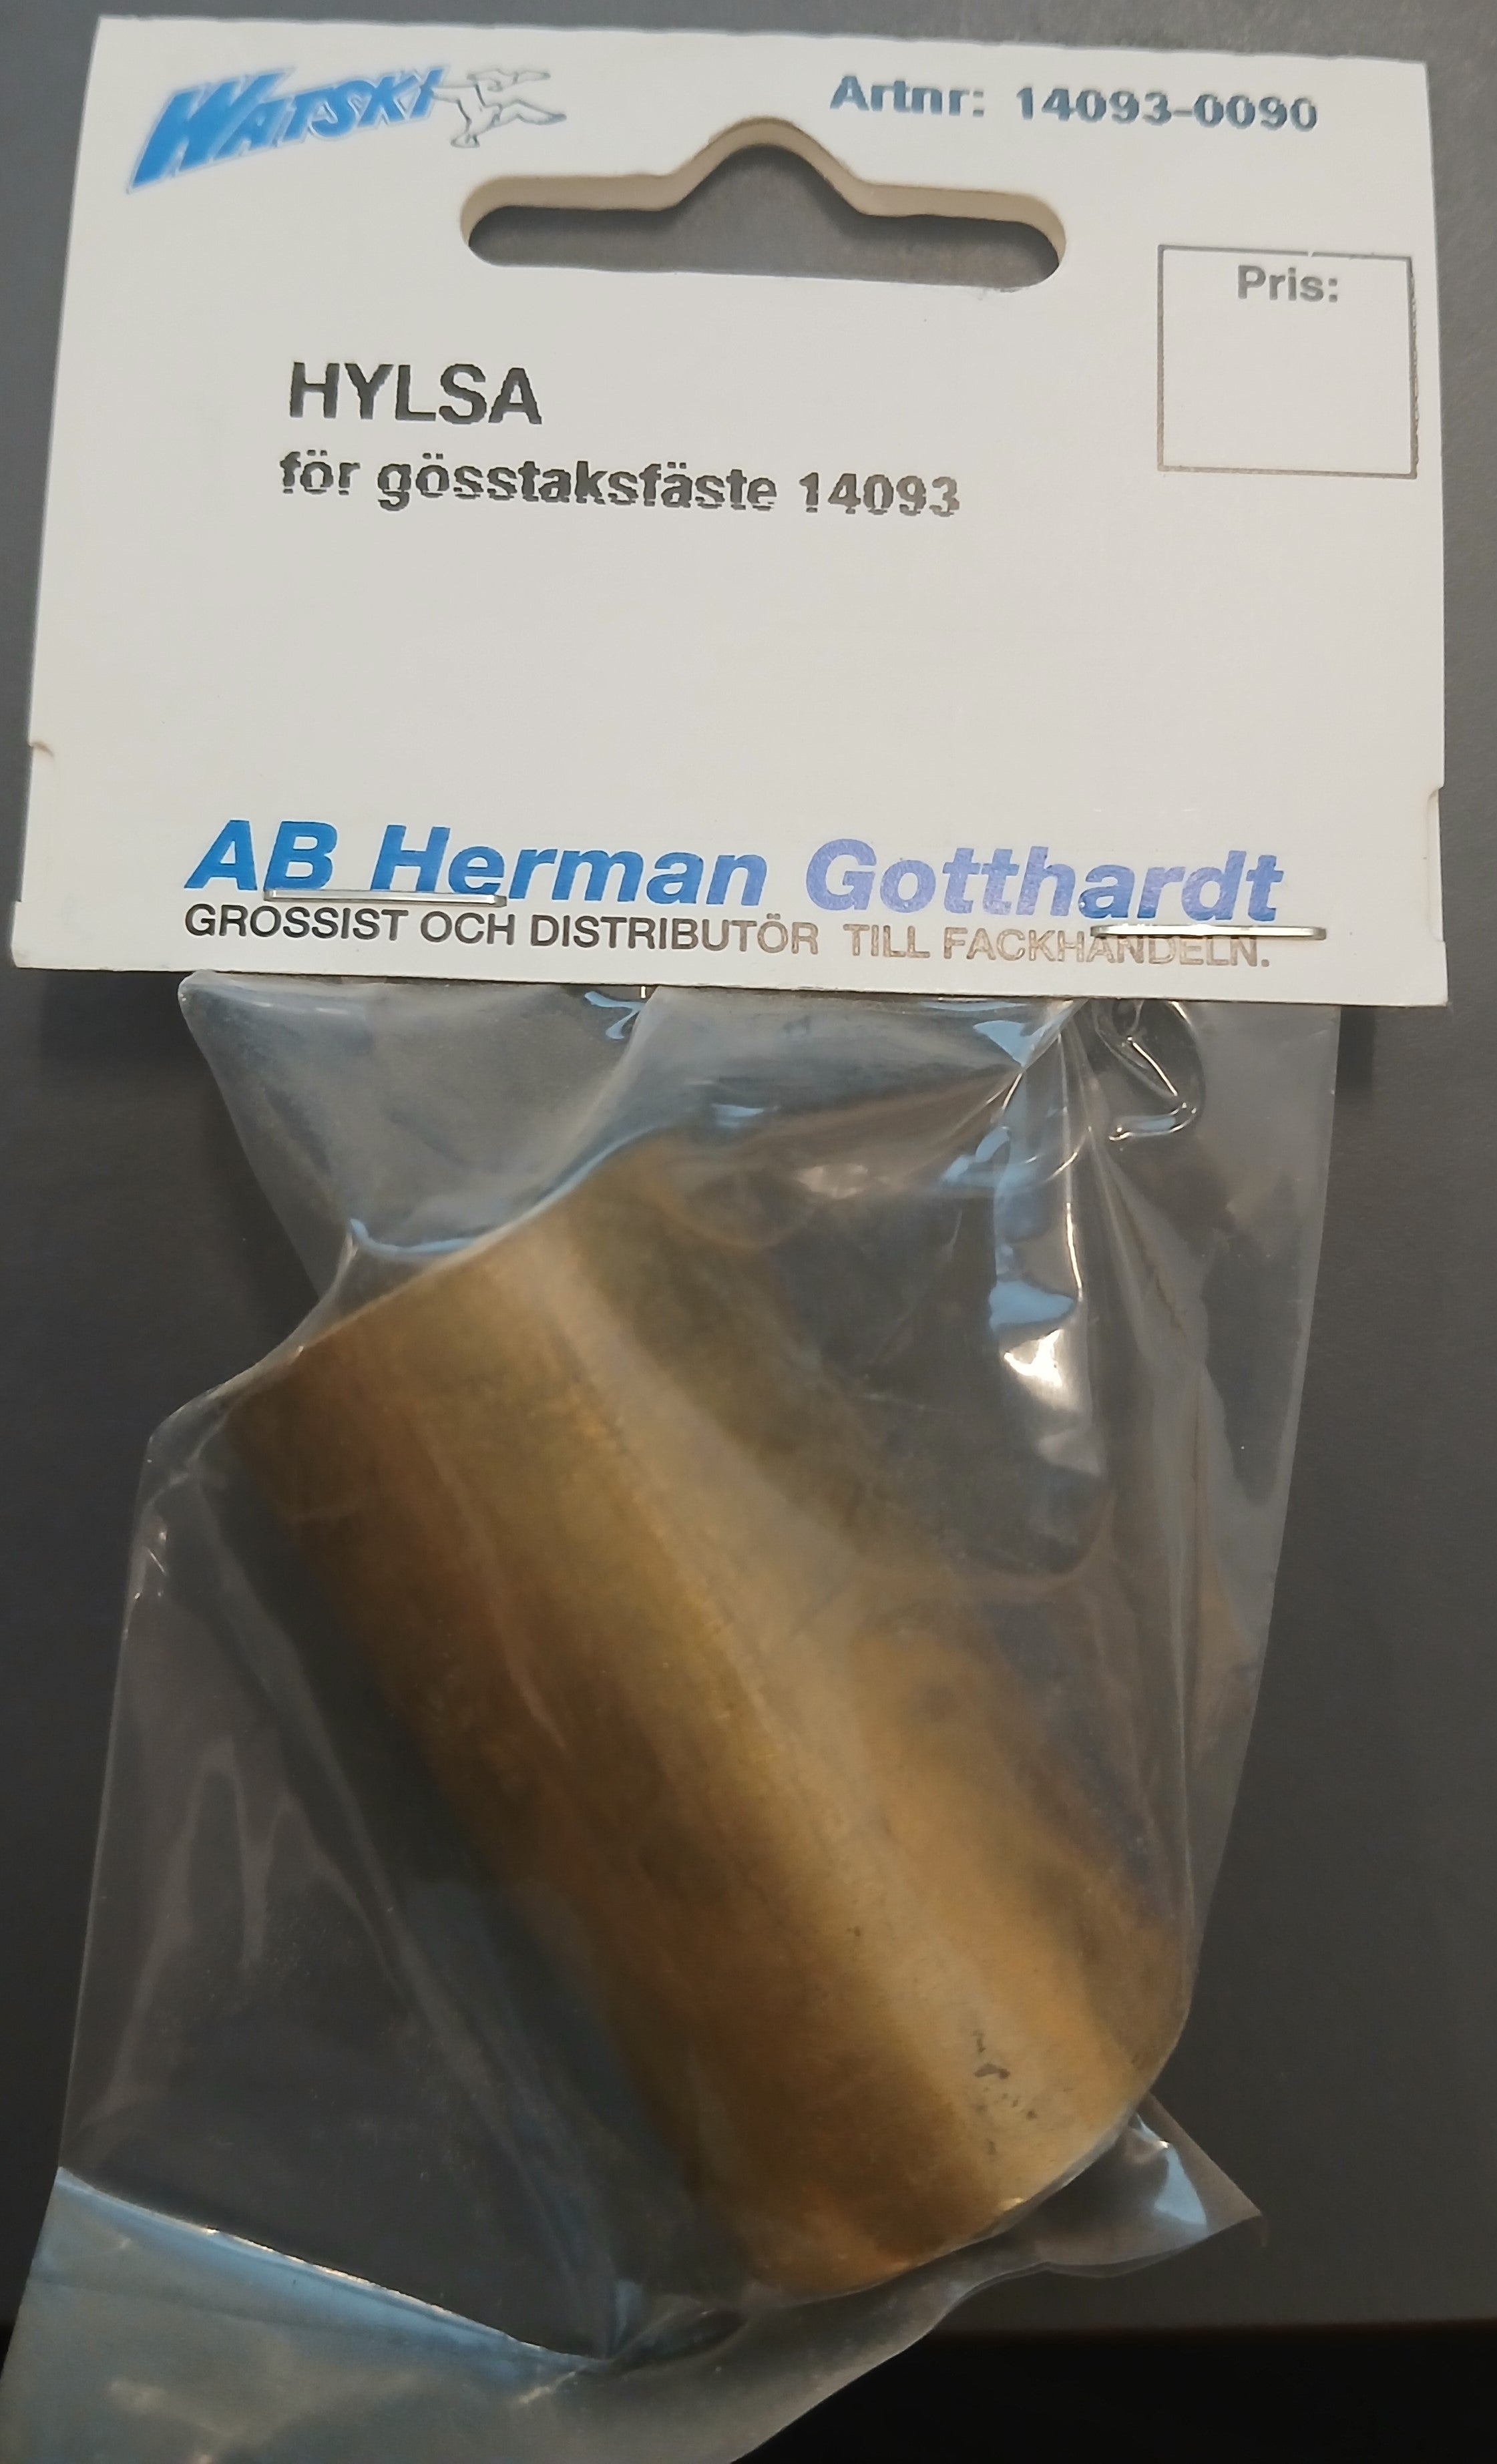 WATSKI
Artnr: 14093-0090
Pris:
HYLSA
för gösstaksfäste 14093
AB Herman Gotthardt
GROSSIST OCH DISTRIBUTÖR TILL FACKHANDELN.